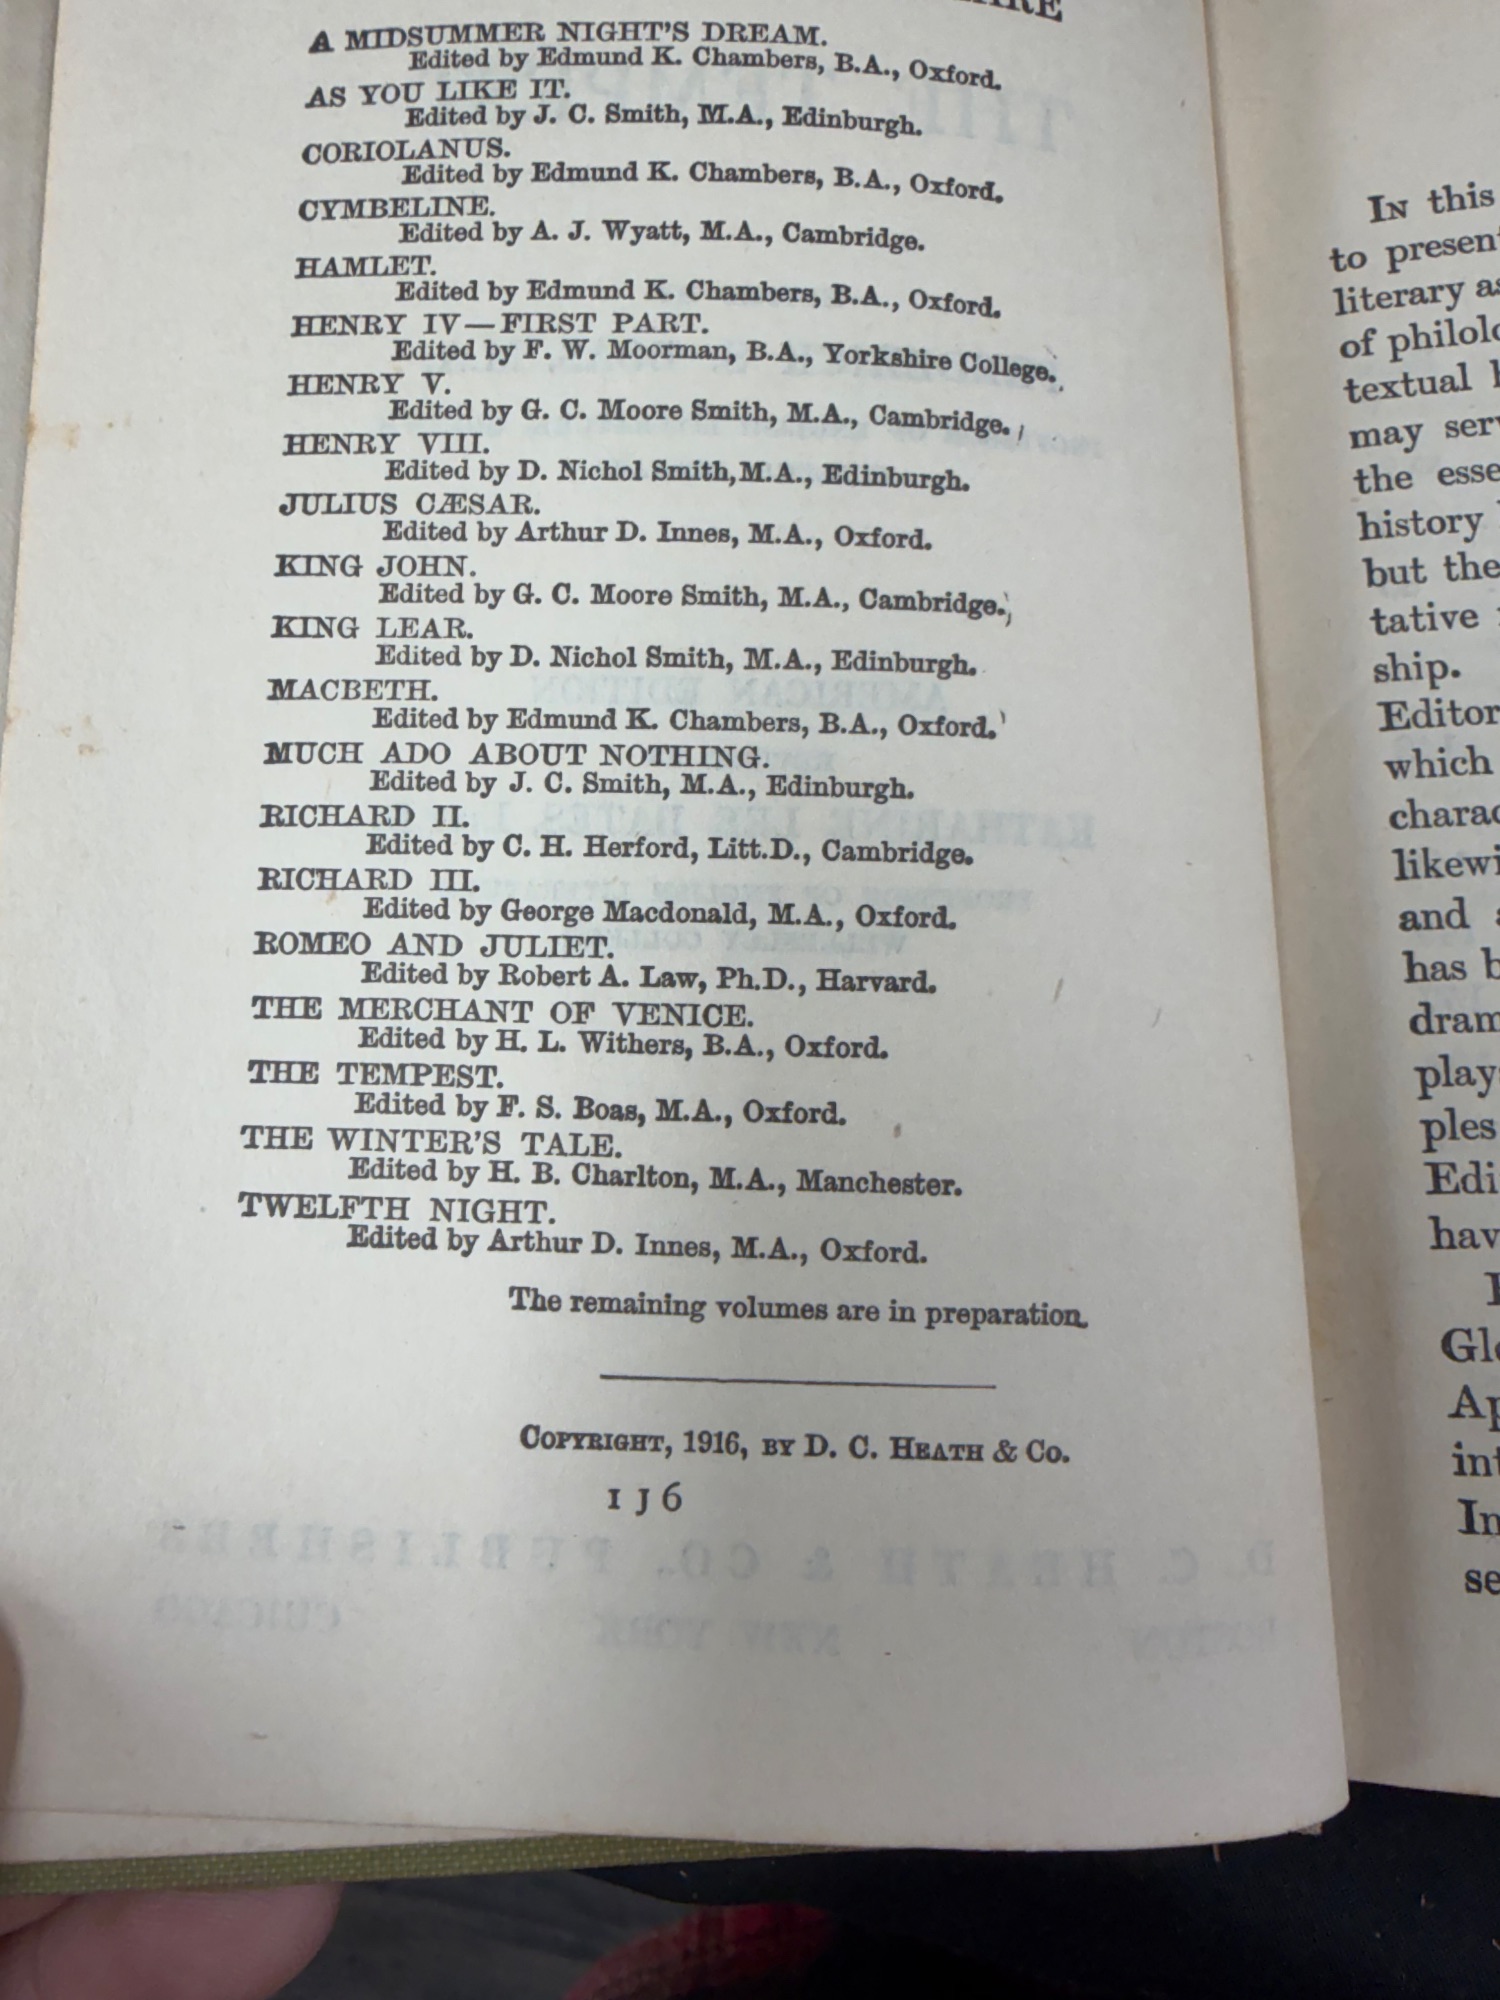 A MIDSUMMER NIGHT'S DREAM.
Edited by Edmund K. Chambers, B.A., Oxford.
AS YOU LIKE IT.
Edited by J. C. Smith, M.A., Edinburgh.
CORIOLANUS.
Edited by Edmund K. Chambers, B.A., Oxford.
CYMBELINE.
Edited by A. J. Wyatt, M.A., Cambridge.
HAMLET.
Edited by Edmund K. Chambers, B.A., Oxford.
HENRY IV—FIRST PART.
Edited by F. W. Moorman, B.A., Yorkshire College.
HENRY V.
Edited by G. C. Moore Smith, M.A., Cambridge.
HENRY VIII.
Edited by D. Nichol Smith, M.A., Edinburgh.
JULIUS CÆSAR.
Edited by Arthur D. Innes, M.A., Oxford.
KING JOHN.
Edited by G. C. Moore Smith, M.A., Cambridge.
KING LEAR.
Edited by D. Nichol Smith, M.A., Edinburgh.
MACBETH.
Edited by Edmund K. Chambers, B.A., Oxford.
MUCH ADO ABOUT NOTHING.
Edited by J. C. Smith, M.A., Edinburgh.
RICHARD II.
Edited by C. H. Herford, Litt.D., Cambridge.
RICHARD III.
Edited by George Macdonald, M.A., Oxford.
ROMEO AND JULIET.
Edited by Robert A. Law, Ph.D., Harvard.
THE MERCHANT OF VENICE.
Edited by H. L. Withers, B.A., Oxford.
THE TEMPEST.
Edited by F. S. Boas, M.A., Oxford.
THE WINTER'S TALE.
Edited by H. B. Charlton, M.A., Manchester.
TWELFTH NIGHT.
Edited by Arthur D. Innes, M.A., Oxford.
The remaining volumes are in preparation.
COPYRIGHT, 1916, BY D. C. HEATH & Co.
1 J 6
IN this
to present
literary as
of philolo
textual
may serv
the esse
history
but the
tative
ship.
Editor
which
charac
likewi
and
has b
dram
play
ples
Edi
hav
Glo
Ap
int
In
se